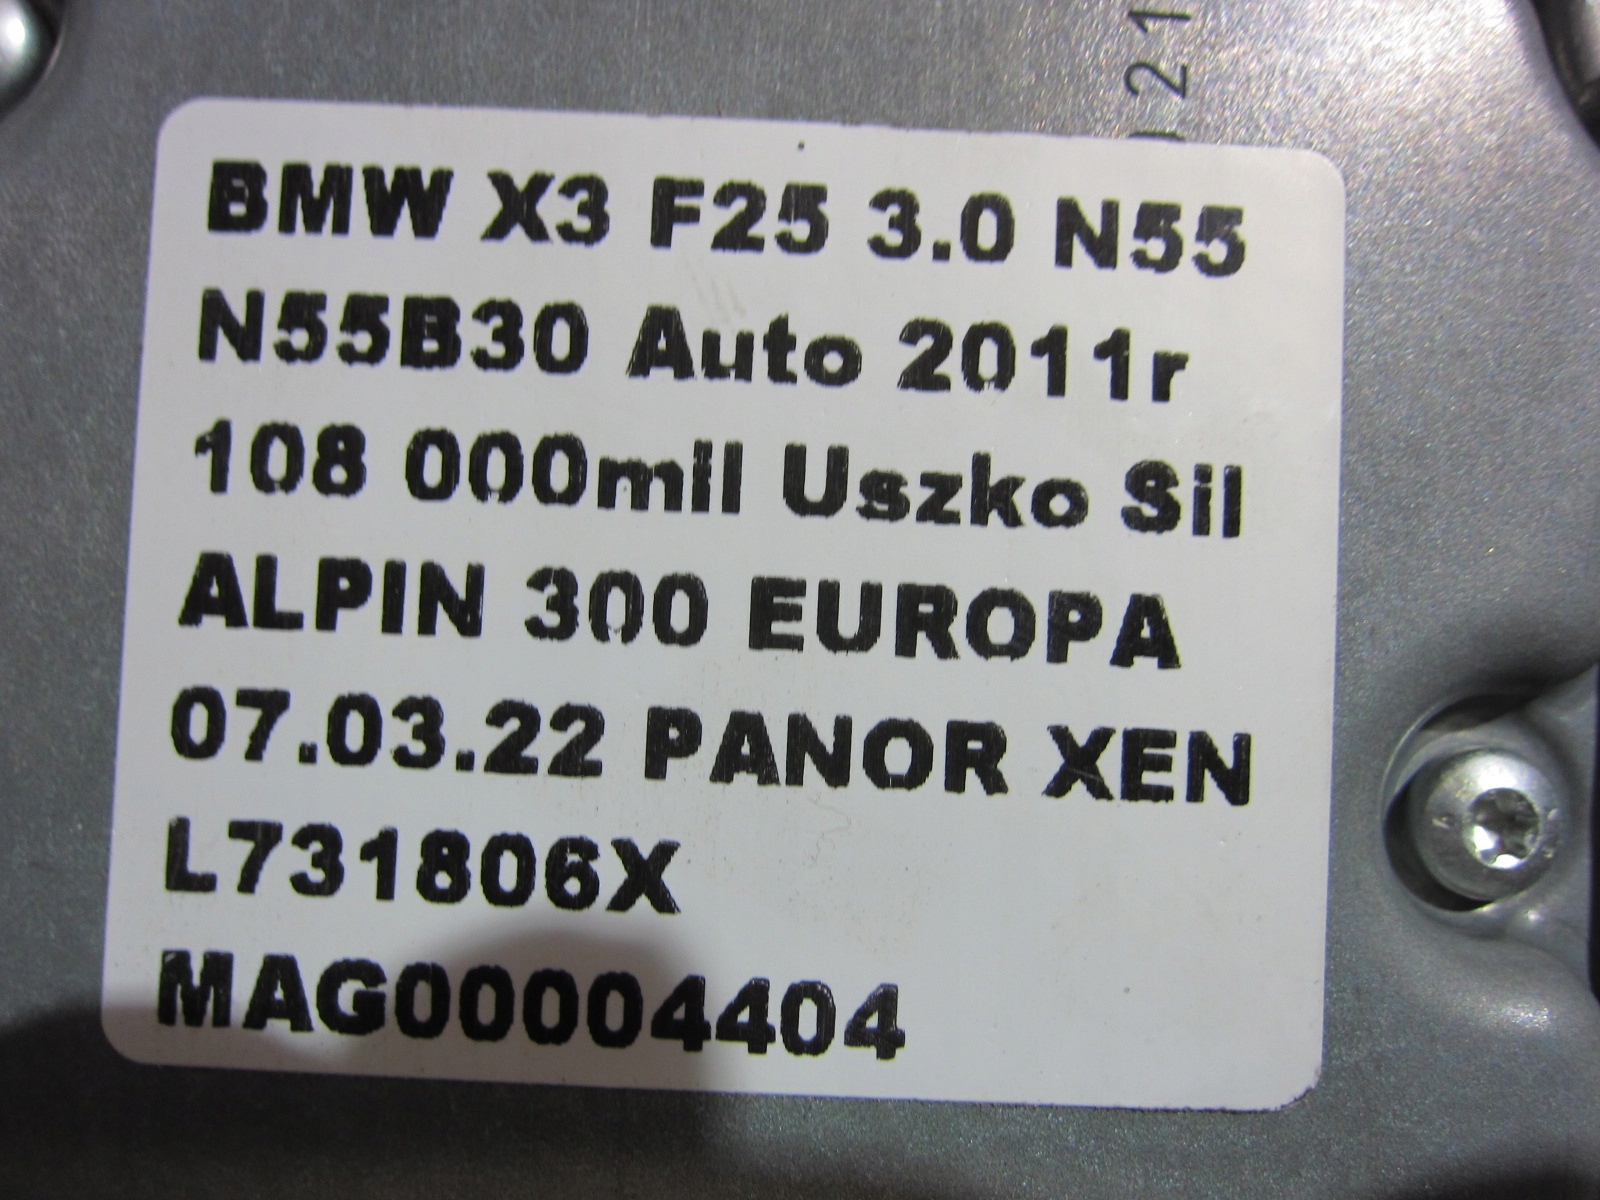 21
BMW X3 F25 3.0 N55
N55B30 Auto 2011r
108 000mil Uszko Sil
ALPIN 300 EUROPA
07.03.22 PANOR XEN
L731806X
MAG00004404